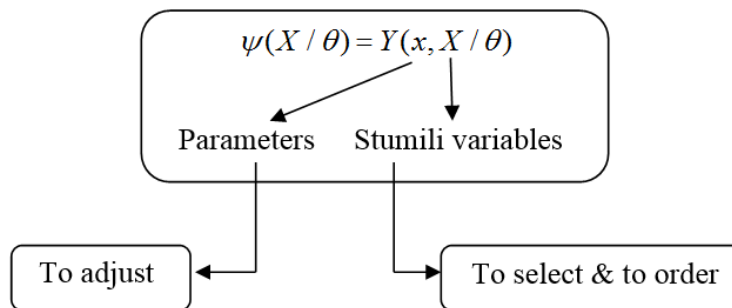 ψ(X / θ) = Y(x, X / θ)
Parameters Stumili variables
To adjust To select & to order